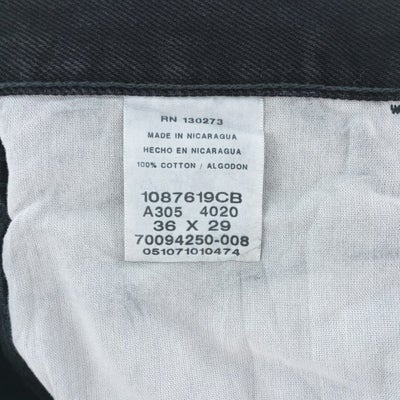 RN 130273
MADE IN NICARAGUA
HECHO EN NICARAGUA
100% COTTON / ALGODON
1087619CB
A305 4020
36 X 29
70094250-008
051071010474